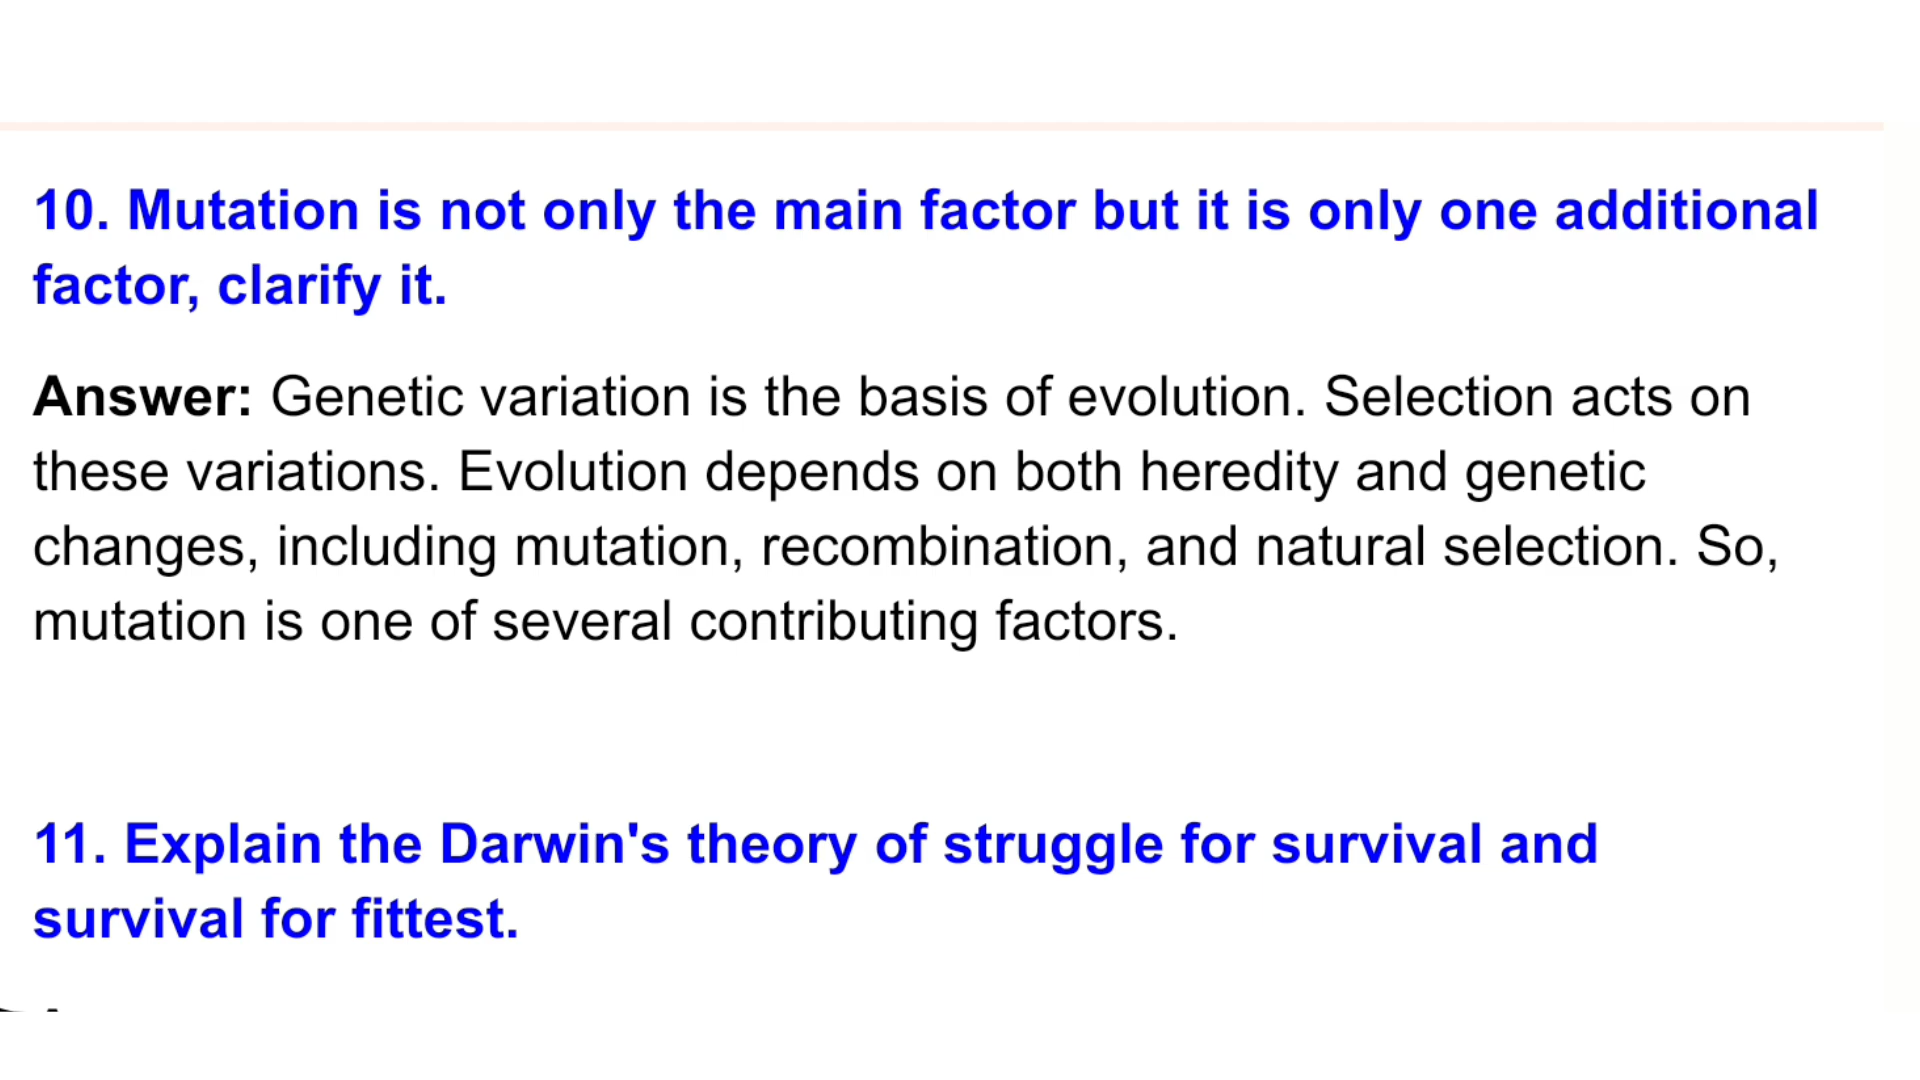 10. Mutation is not only the main factor but it is only one additional
factor, clarify it.
Answer: Genetic variation is the basis of evolution. Selection acts on
these variations. Evolution depends on both heredity and genetic
changes, including mutation, recombination, and natural selection. So,
mutation is one of several contributing factors.
11. Explain the Darwin's theory of struggle for survival and
survival for fittest.